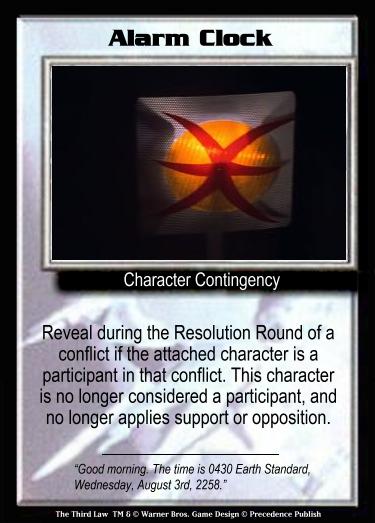 Alarm Clock
Character Contingency
Reveal during the Resolution Round of a
conflict if the attached character is a
participant in that conflict. This character
is no longer considered a participant, and
no longer applies support or opposition.
“Good morning. The time is 0430 Earth Standard,
Wednesday, August 3rd, 2258.”
The Third Law TM & © Warner Bros. Game Design © Precedence Publish